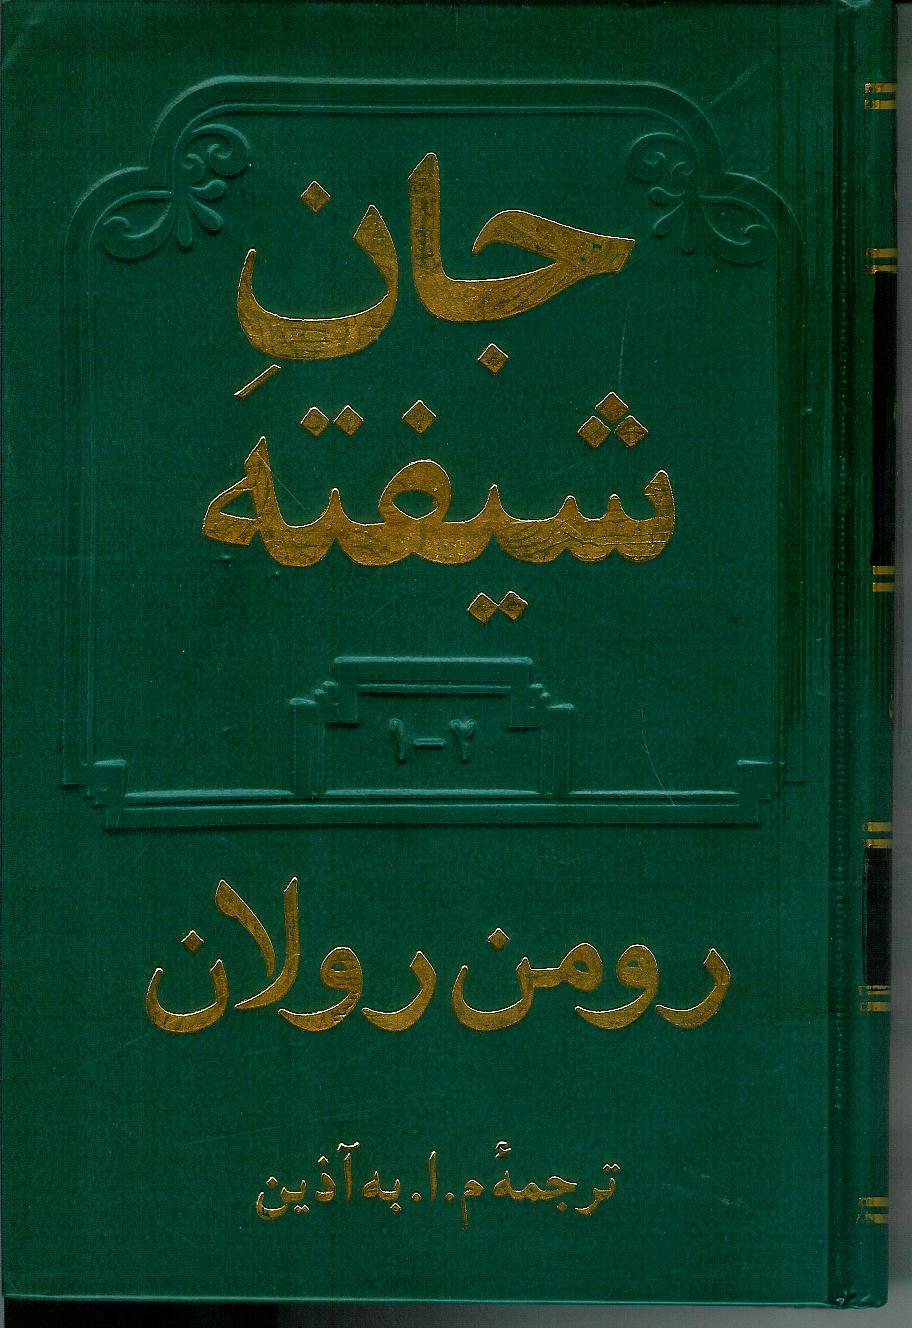 جانِ
شیفته
۱-۲
رومن رولان
ترجمهٔ م.ا. به آذین